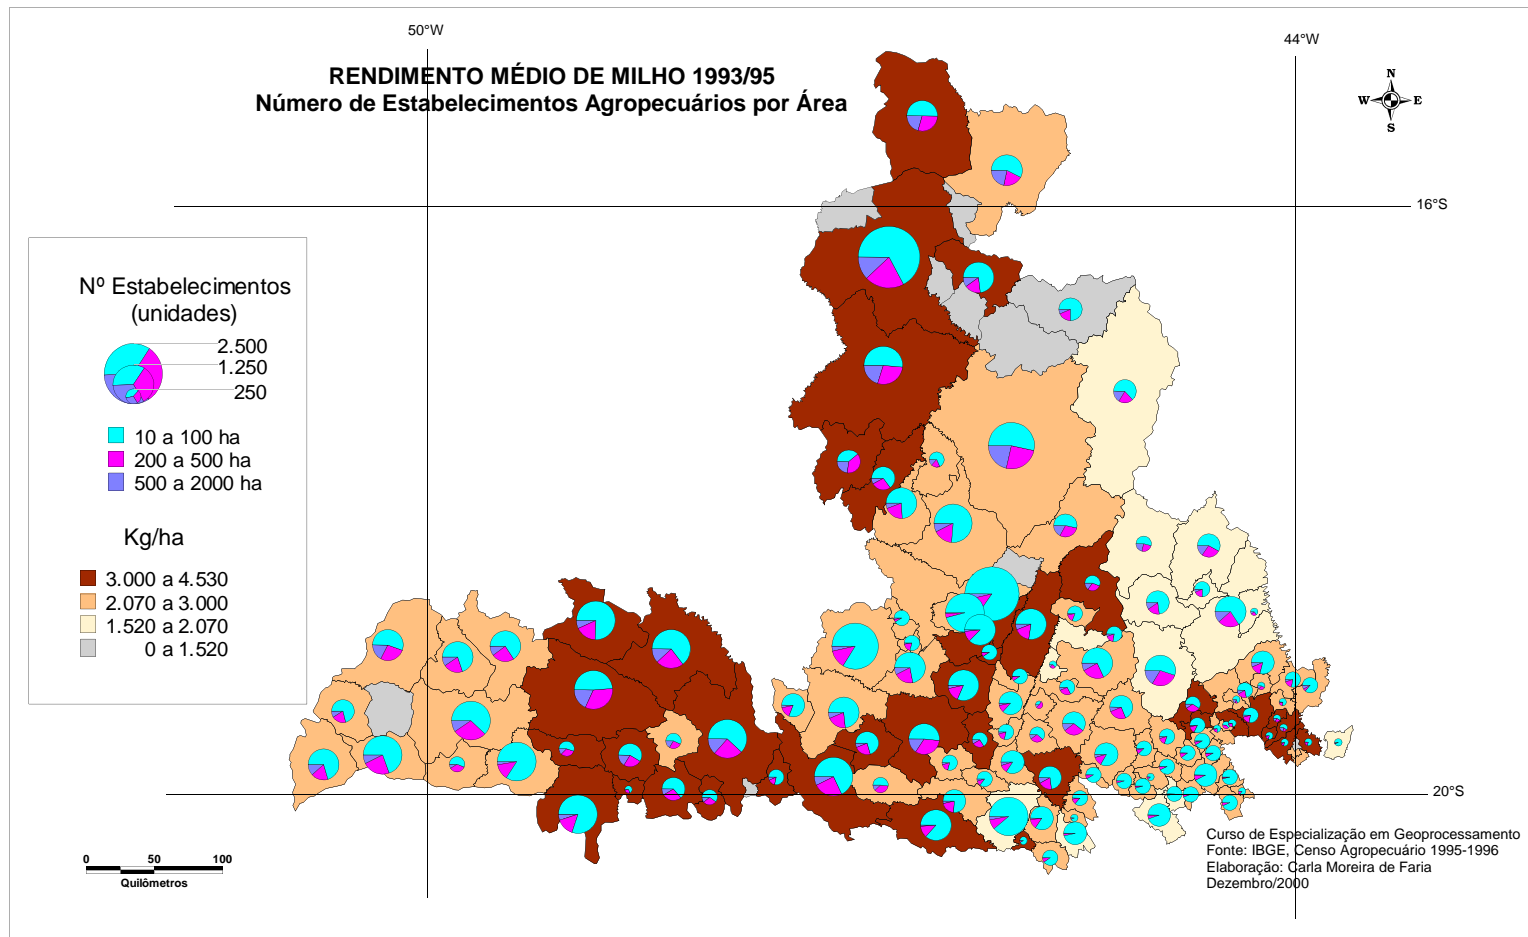 50°W
44°W
RENDIMENTO MÉDIO DE MILHO 1993/95
Número de Estabelecimentos Agropecuários por Área
N
W
E
S
16°S
Nº Estabelecimentos
(unidades)
2.500
1.250
250
10 a 100 ha
200 a 500 ha
500 a 2000 ha
Kg/ha
3.000 a 4.530
2.070 a 3.000
1.520 a 2.070
0 a 1.520
20°S
0 50 100
Quilômetros
Curso de Especialização em Geoprocessamento
Fonte: IBGE, Censo Agropecuário 1995-1996
Elaboração: Carla Moreira de Faria
Dezembro/2000